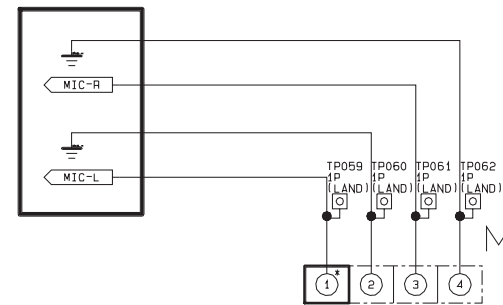 MIC-R
MIC-L
TP059 TP060 TP061 TP062
1P 1P 1P 1P
(LAND) (LAND) (LAND) (LAND)
1 * 2 3 4